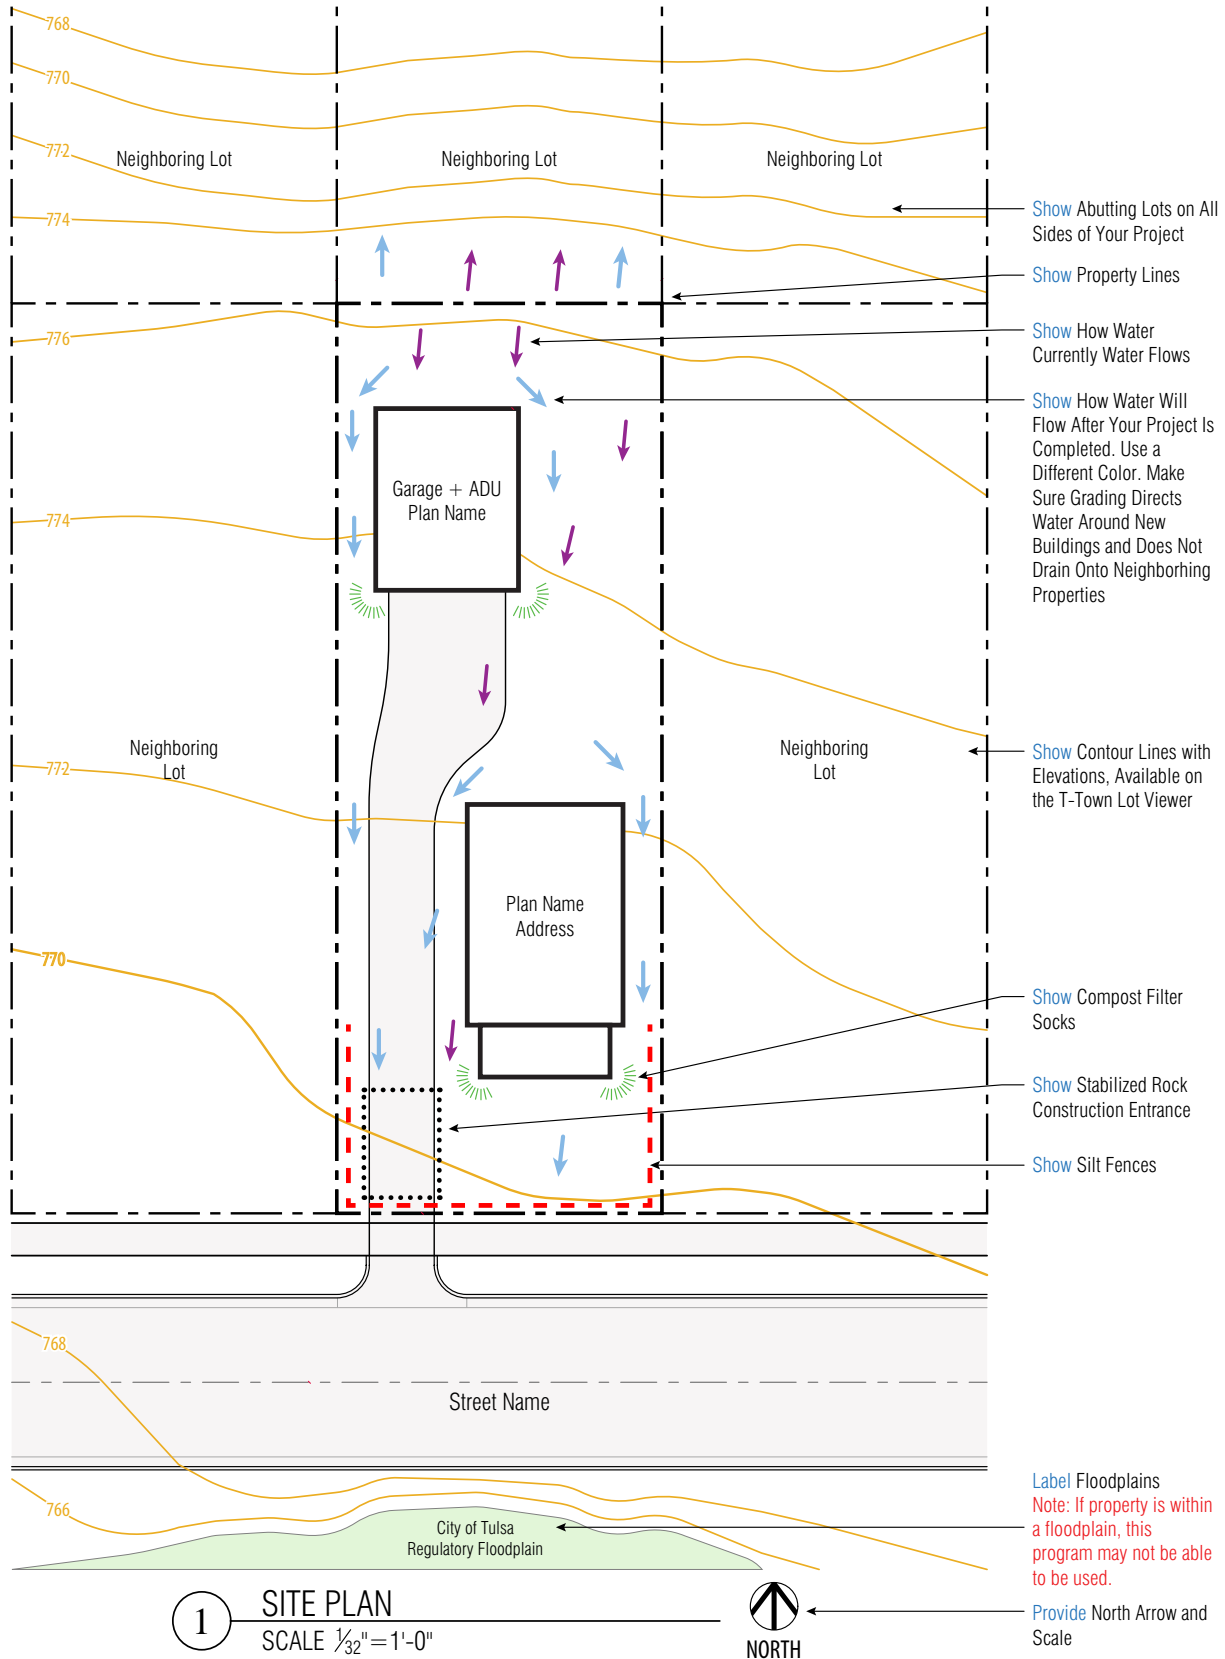 768
770
772
Neighboring Lot
Neighboring Lot
Neighboring Lot
774
Show Abutting Lots on All
Sides of Your Project
Show Property Lines
776
Show How Water
Currently Water Flows
Show How Water Will
Flow After Your Project Is
Completed. Use a
Different Color. Make
Sure Grading Directs
Water Around New
Buildings and Does Not
Drain Onto Neighborhing
Properties
Garage + ADU
Plan Name
774
Neighboring
Lot
Neighboring
Lot
772
Show Contour Lines with
Elevations, Available on
the T-Town Lot Viewer
Plan Name
Address
770
Show Compost Filter
Socks
Show Stabilized Rock
Construction Entrance
Show Silt Fences
768
Street Name
766
City of Tulsa
Regulatory Floodplain
Label Floodplains
Note: If property is within
a floodplain, this
program may not be able
to be used.
1
SITE PLAN
SCALE 1/32"=1'-0"
NORTH
Provide North Arrow and
Scale